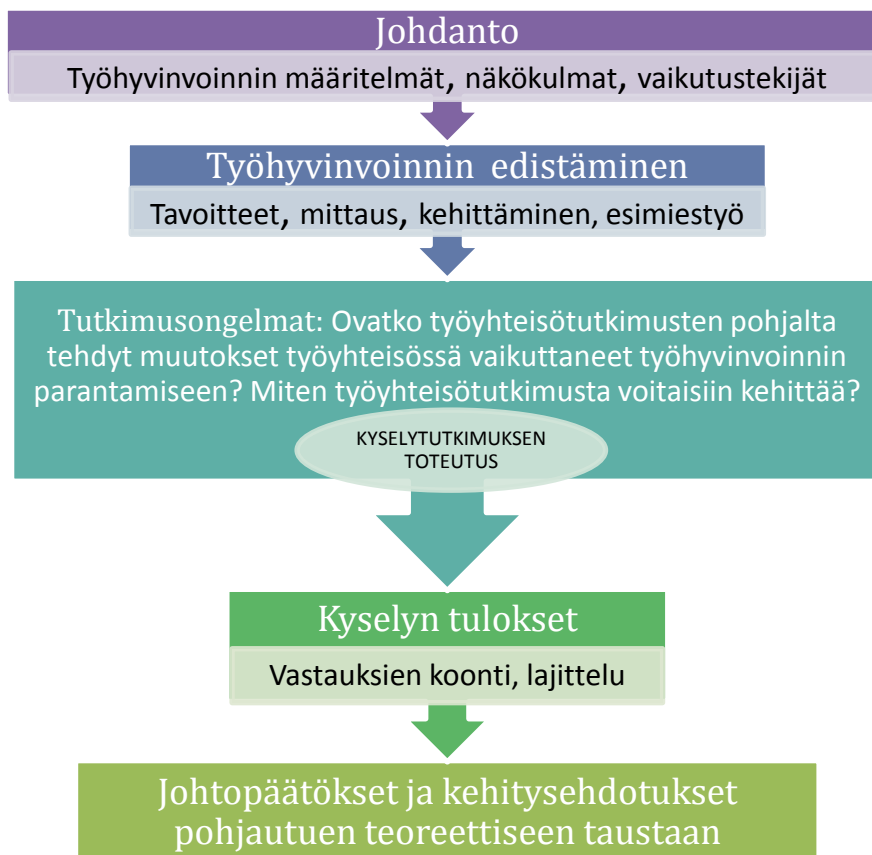 Johdanto
Työhyvinvoinnin määritelmät, näkökulmat, vaikutustekijät
Työhyvinvoinnin edistäminen
Tavoitteet, mittaus, kehittäminen, esimiestyö
Tutkimusongelmat: Ovatko työyhteisötutkimusten pohjalta
tehdyt muutokset työyhteisössä vaikuttaneet työhyvinvoinnin
parantamiseen? Miten työyhteisötutkimusta voitaisiin kehittää?
KYSELYTUTKIMUKSEN
TOTEUTUS
Kyselyn tulokset
Vastauksien koonti, lajittelu
Johtopäätökset ja kehitysehdotukset
pohjautuen teoreettiseen taustaan